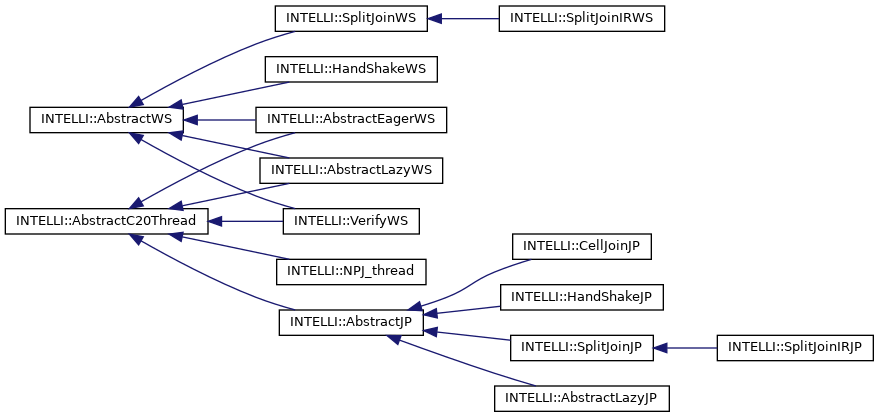 INTELLI::SplitJoinWS
INTELLI::SplitJoinIRWS
INTELLI::HandShakeWS
INTELLI::AbstractWS
INTELLI::AbstractEagerWS
INTELLI::AbstractLazyWS
INTELLI::AbstractC20Thread
INTELLI::VerifyWS
INTELLI::CellJoinJP
INTELLI::NPJ_thread
INTELLI::HandShakeJP
INTELLI::AbstractJP
INTELLI::SplitJoinJP
INTELLI::SplitJoinIRJP
INTELLI::AbstractLazyJP